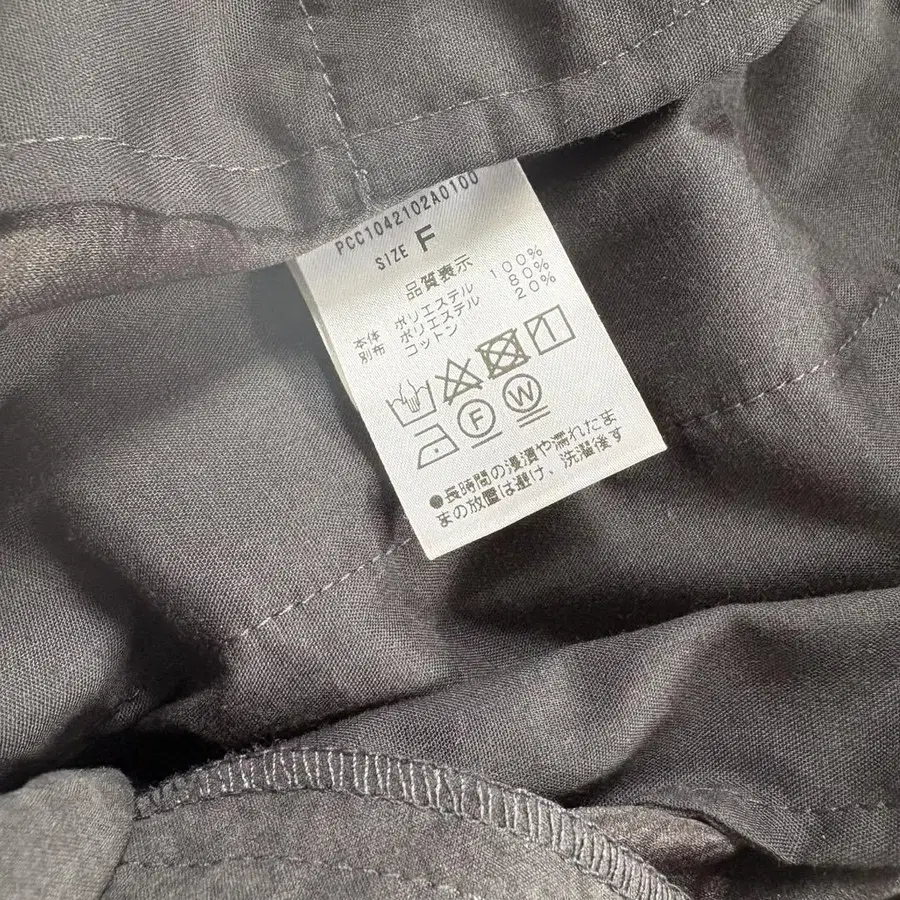 PCC1042102A0100
SIZE F
品質表示
本体 ポリエステル 100%
別布 ポリエステル 80%
コットン 20%
F W
●長時間の浸漬や濡れたま
まの放置は避け、洗濯後す